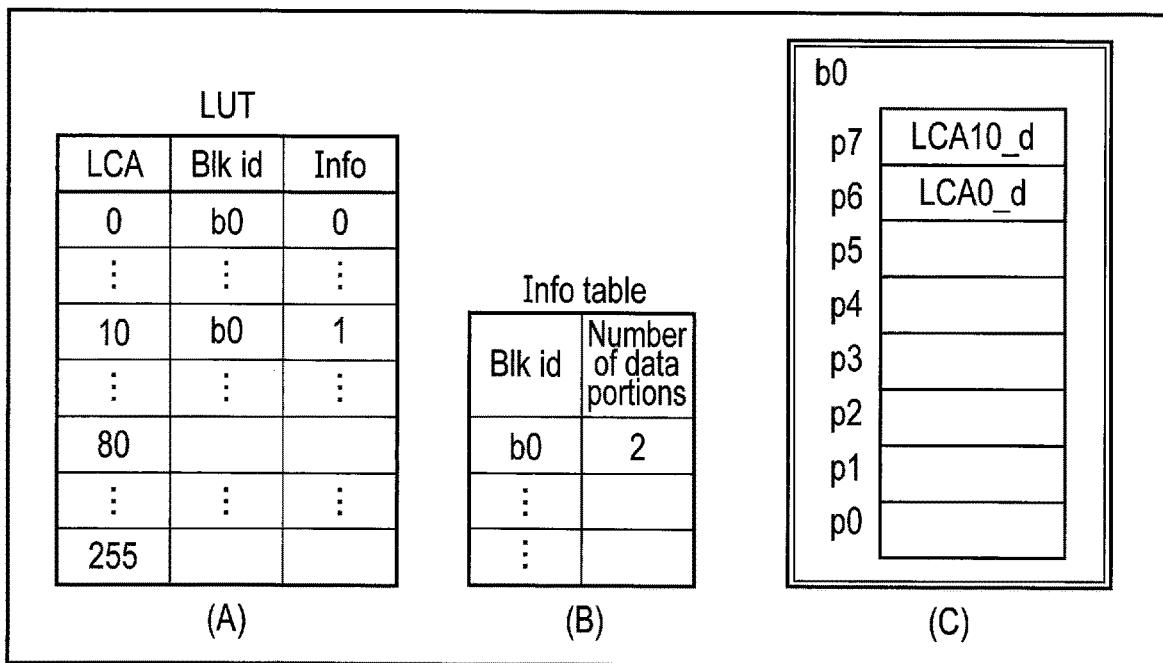 LUT
LCA Blk id Info
0 b0 0
⋮ ⋮ ⋮
10 b0 1
⋮ ⋮ ⋮
80
⋮ ⋮ ⋮
255
(A)
Info table
Blk id Number of data portions
b0 2
⋮
⋮
(B)
b0
p7 LCA10_d
p6 LCA0_d
p5
p4
p3
p2
p1
p0
(C)